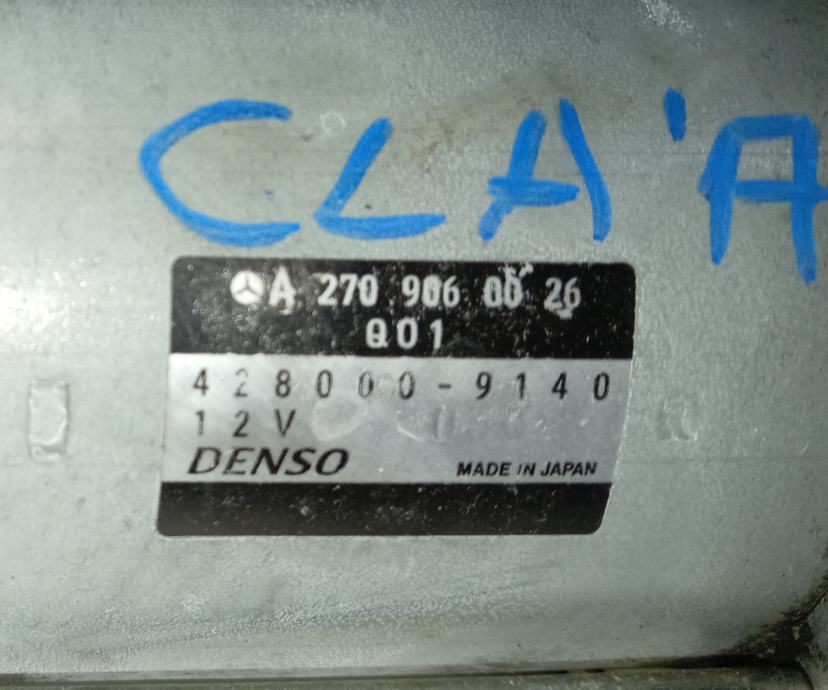 CLA'A
A 270 906 00 26
Q01
428000-9140
12V
DENSO
MADE IN JAPAN